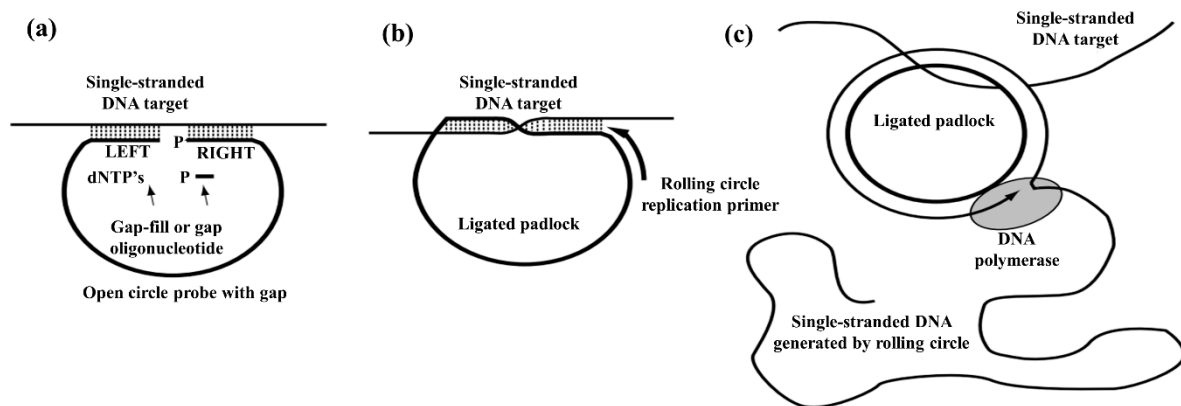 (a)
Single-stranded
DNA target
P
LEFT
RIGHT
dNTP's
P
Gap-fill or gap
oligonucleotide
Open circle probe with gap
(b)
Single-stranded
DNA target
Rolling circle
replication primer
Ligated padlock
(c)
Single-stranded
DNA target
Ligated padlock
DNA
polymerase
Single-stranded DNA
generated by rolling circle